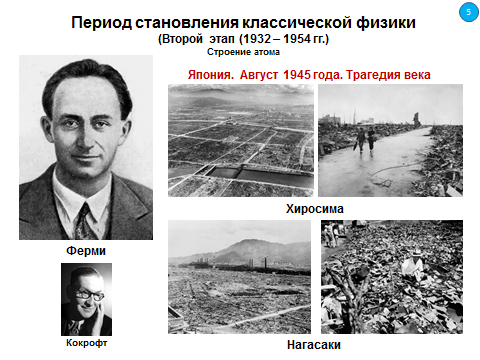 5
Период становления классической физики
(Второй этап (1932 – 1954 гг.)
Строение атома
Япония. Август 1945 года. Трагедия века
Хиросима
Ферми
Кокрофт
Нагасаки